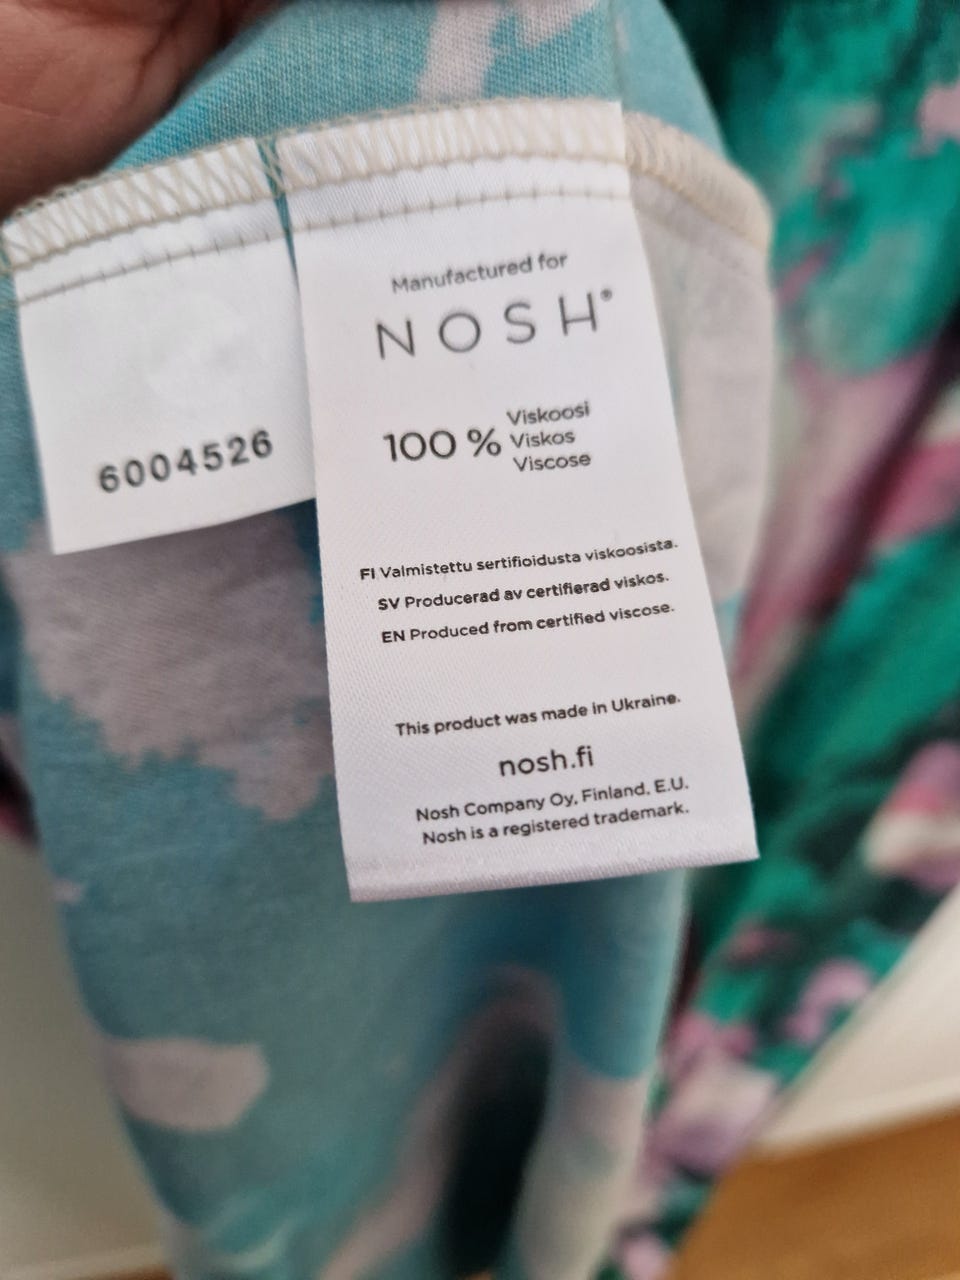 6004526
Manufactured for
NOSH®
100 % Viskoosi
Viskos
Viscose
FI Valmistettu sertifioidusta viskoosista.
SV Producerad av certifierad viskos.
EN Produced from certified viscose.
This product was made in Ukraine.
nosh.fi
Nosh Company Oy, Finland, E.U.
Nosh is a registered trademark.